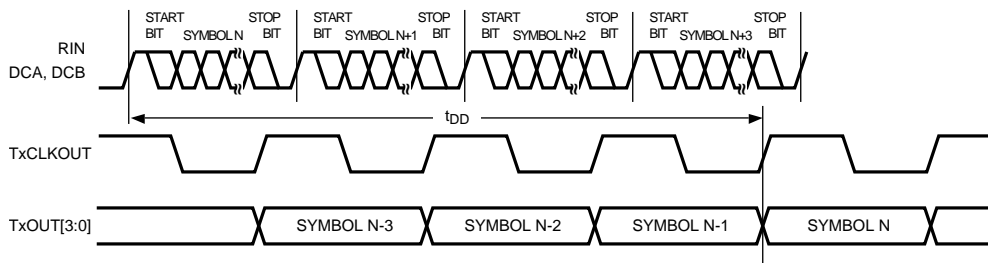 START STOP START STOP START STOP START STOP
RIN BIT SYMBOL N BIT BIT SYMBOL N+1 BIT BIT SYMBOL N+2 BIT BIT SYMBOL N+3 BIT
DCA, DCB
tDD
TxCLKOUT
TxOUT[3:0] SYMBOL N-3 SYMBOL N-2 SYMBOL N-1 SYMBOL N